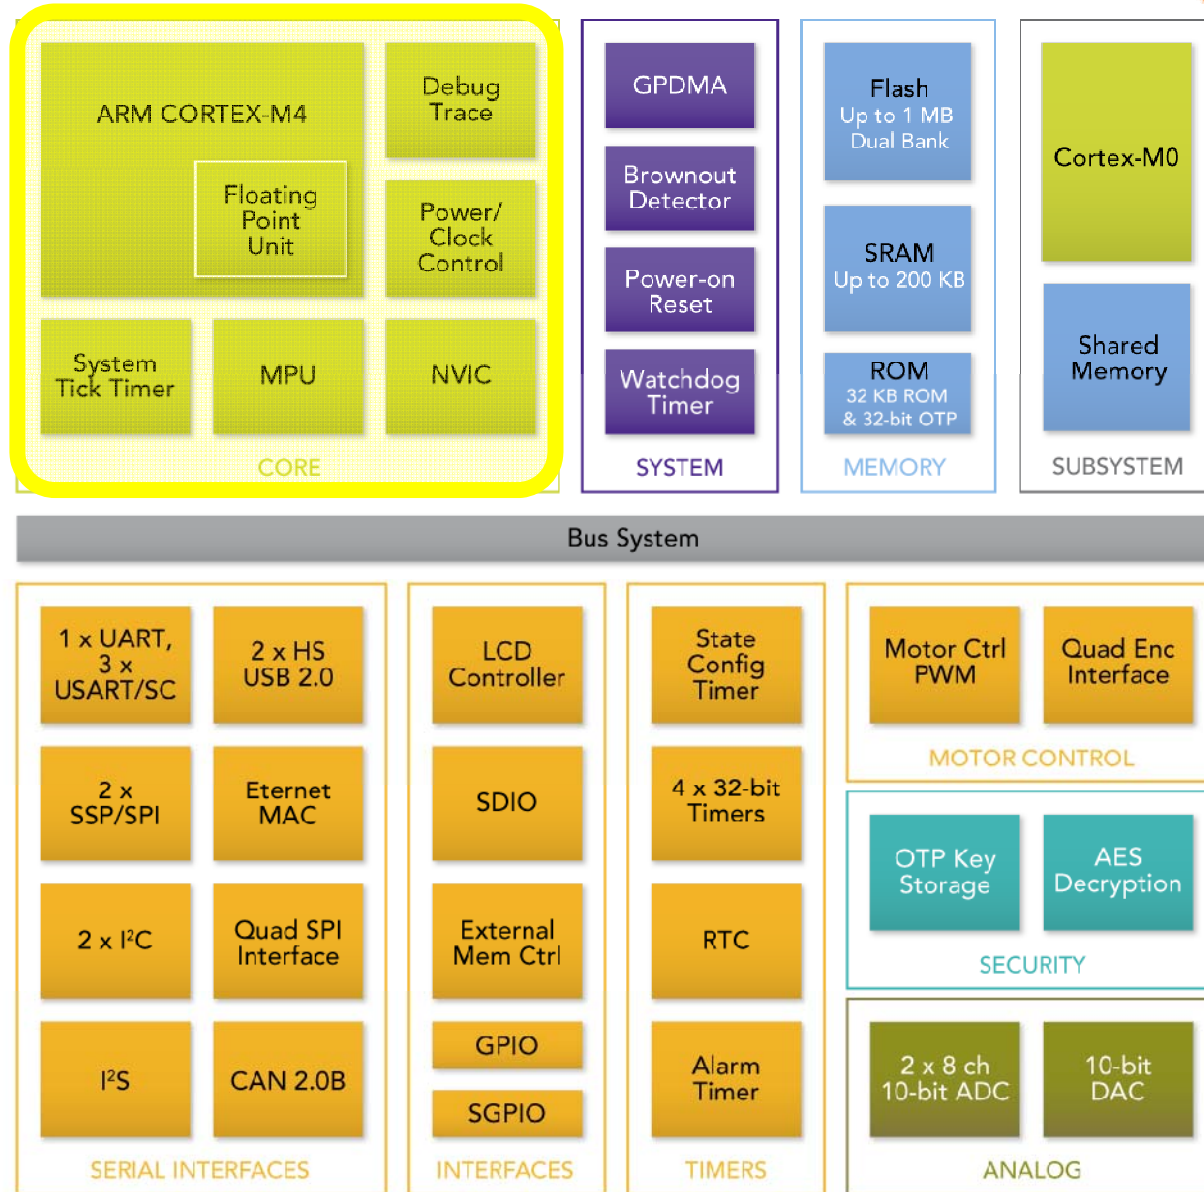 ARM CORTEX-M4
Floating
Point
Unit
Debug
Trace
Power/
Clock
Control
System
Tick Timer
MPU
NVIC
CORE
GPDMA
Brownout
Detector
Power-on
Reset
Watchdog
Timer
SYSTEM
Flash
Up to 1 MB
Dual Bank
SRAM
Up to 200 KB
ROM
32 KB ROM
& 32-bit OTP
MEMORY
Cortex-M0
Shared
Memory
SUBSYSTEM
Bus System
1 x UART,
3 x
USART/SC
2 x HS
USB 2.0
2 x
SSP/SPI
Eternet
MAC
2 x I²C
Quad SPI
Interface
I²S
CAN 2.0B
SERIAL INTERFACES
LCD
Controller
SDIO
External
Mem Ctrl
GPIO
SGPIO
INTERFACES
State
Config
Timer
4 x 32-bit
Timers
RTC
Alarm
Timer
TIMERS
Motor Ctrl
PWM
Quad Enc
Interface
MOTOR CONTROL
OTP Key
Storage
AES
Decryption
SECURITY
2 x 8 ch
10-bit ADC
10-bit
DAC
ANALOG